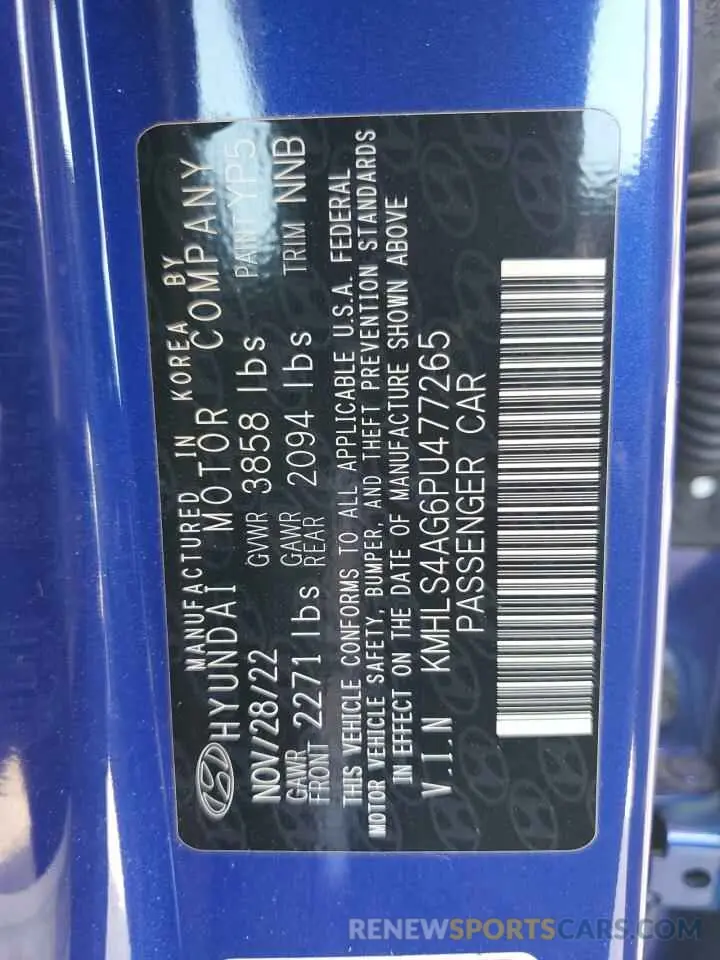 MANUFACTURED IN KOREA BY
HYUNDAI MOTOR COMPANY
NOV/28/22 GVWR 3858 lbs PAINT YP5
GAWR FRONT 2271 lbs GAWR REAR 2094 lbs TRIM NNB
THIS VEHICLE CONFORMS TO ALL APPLICABLE U.S.A. FEDERAL
MOTOR VEHICLE SAFETY, BUMPER, AND THEFT PREVENTION STANDARDS
IN EFFECT ON THE DATE OF MANUFACTURE SHOWN ABOVE
V.I.N KMHLS4AG6PU477265
PASSENGER CAR
RENEWSPORTSCARS.COM